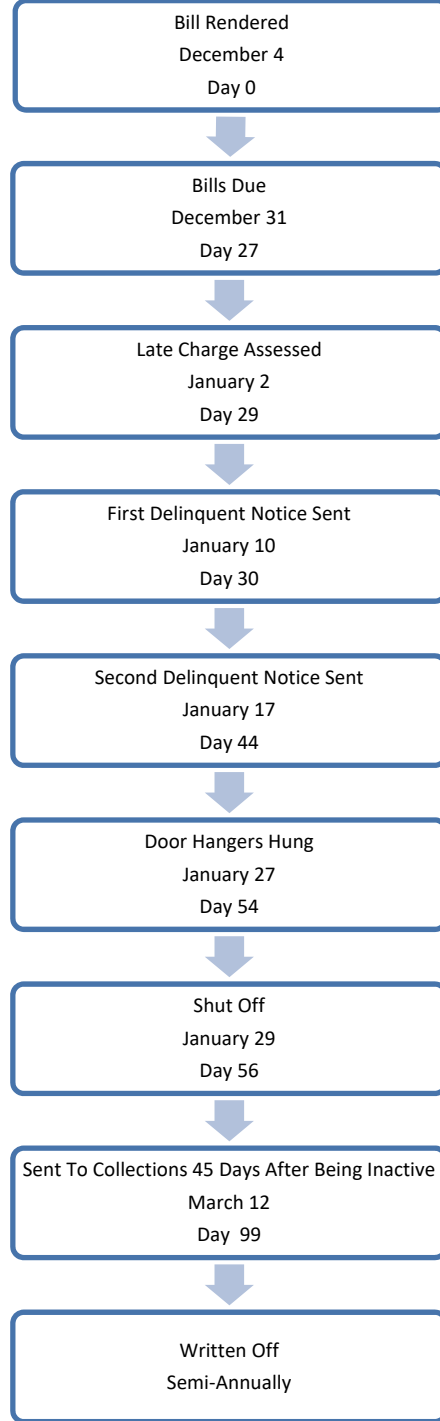 Bill Rendered
December 4
Day 0
Bills Due
December 31
Day 27
Late Charge Assessed
January 2
Day 29
First Delinquent Notice Sent
January 10
Day 30
Second Delinquent Notice Sent
January 17
Day 44
Door Hangers Hung
January 27
Day 54
Shut Off
January 29
Day 56
Sent To Collections 45 Days After Being Inactive
March 12
Day  99
Written Off
Semi-Annually